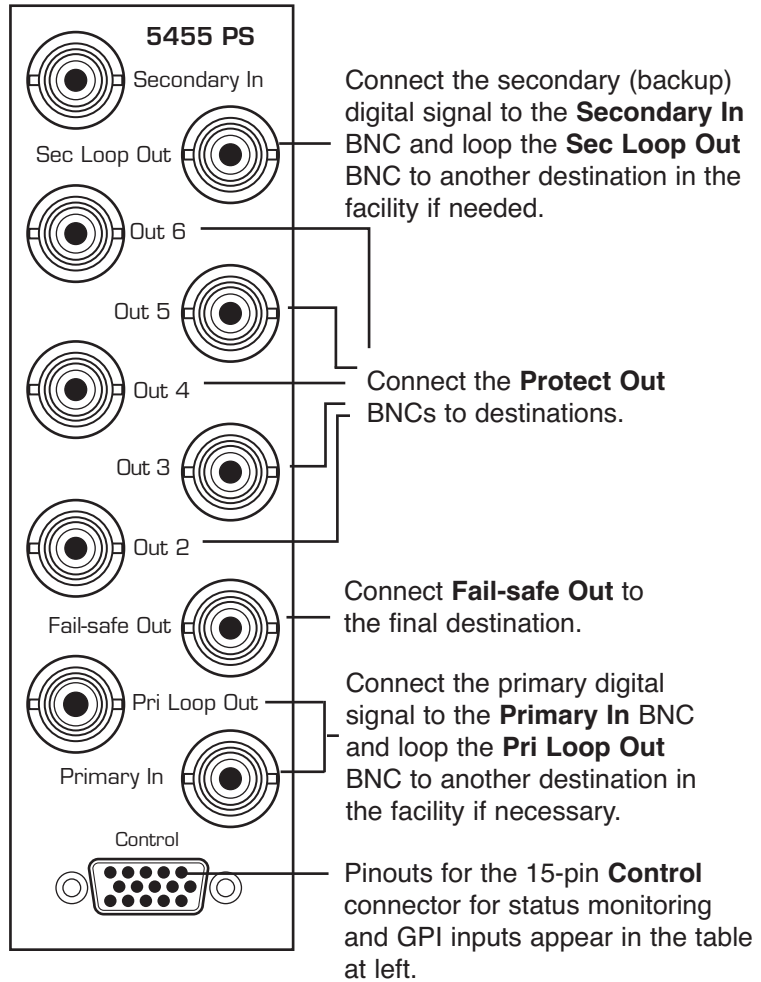 5455 PS
Secondary In
Sec Loop Out
Out 6
Out 5
Out 4
Out 3
Out 2
Fail-safe Out
Pri Loop Out
Primary In
Control
Connect the secondary (backup)
digital signal to the Secondary In
BNC and loop the Sec Loop Out
BNC to another destination in the
facility if needed.
Connect the Protect Out
BNCs to destinations.
Connect Fail-safe Out to
the final destination.
Connect the primary digital
signal to the Primary In BNC
and loop the Pri Loop Out
BNC to another destination in
the facility if necessary.
Pinouts for the 15-pin Control
connector for status monitoring
and GPI inputs appear in the table
at left.